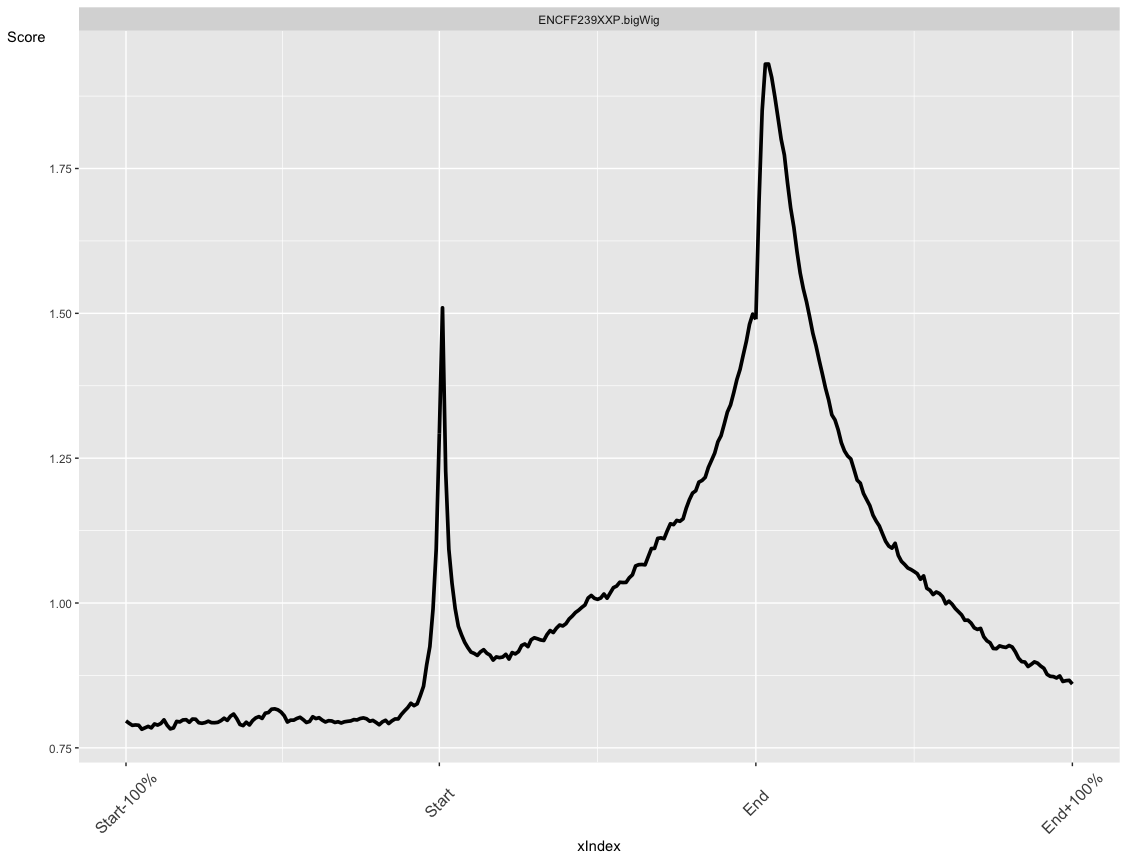 ENCFF239XXP.bigWig
Score
1.75
1.50
1.25
1.00
0.75
Start-100%
Start
End
End+100%
xIndex